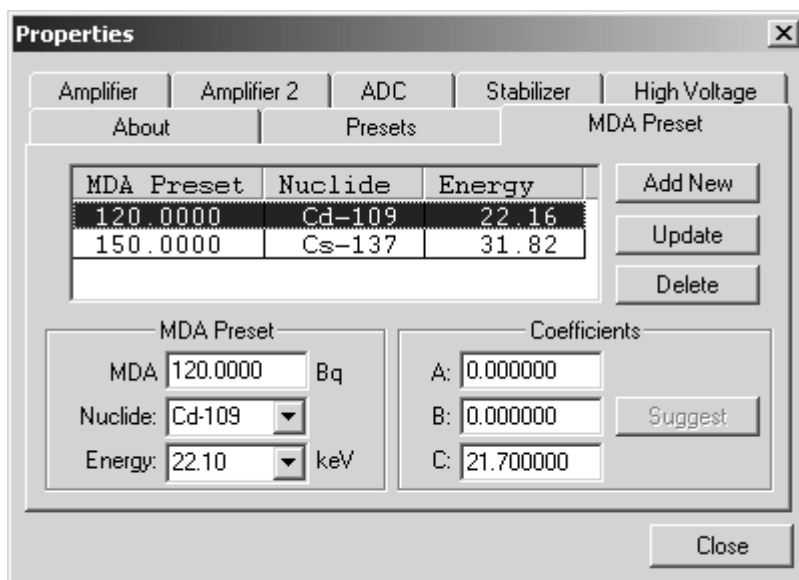 Properties
Amplifier Amplifier 2 ADC Stabilizer High Voltage
About Presets MDA Preset
MDA Preset Nuclide Energy
120.0000 Cd-109 22.16
150.0000 Cs-137 31.82
Add New
Update
Delete
MDA Preset
MDA 120.0000 Bq
Nuclide: Cd-109
Energy: 22.10 keV
Coefficients
A: 0.000000
B: 0.000000
C: 21.700000
Suggest
Close